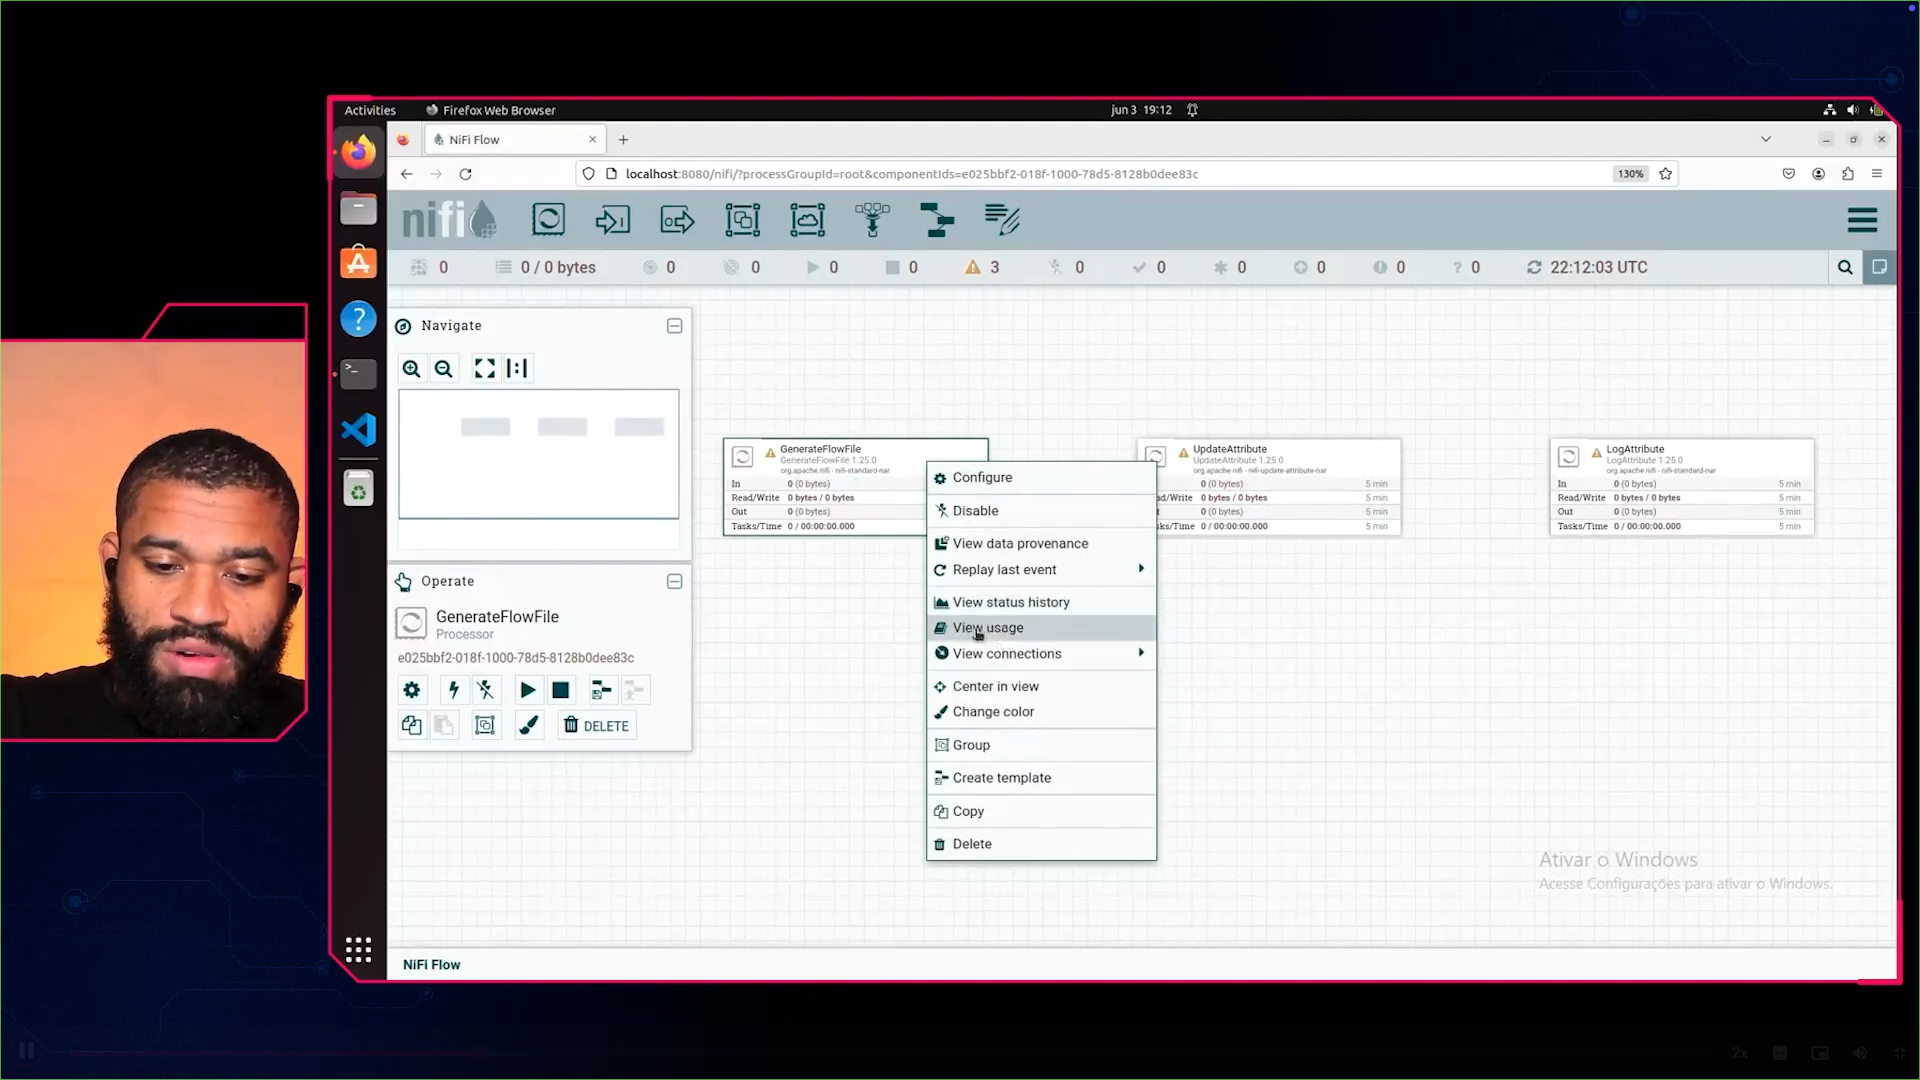 Activities
Firefox Web Browser
jun 3 19:12
NiFi Flow
localhost:8080/nifi/?processGroupId=root&componentIds=e025bbf2-018f-1000-78d5-8128b0dee83c
130%
nifi
0
0 / 0 bytes
0
0
0
0
3
0
0
0
0
0
? 0
22:12:03 UTC
Navigate
Operate
GenerateFlowFile
Processor
e025bbf2-018f-1000-78d5-8128b0dee83c
DELETE
GenerateFlowFile
GenerateFlowFile 1.25.0
org.apache.nifi - nifi-standard-nar
In 0 (0 bytes)
Read/Write 0 bytes / 0 bytes
Out 0 (0 bytes)
Tasks/Time 0 / 00:00:00.000
Configure
Disable
View data provenance
Replay last event
View status history
View usage
View connections
Center in view
Change color
Group
Create template
Copy
Delete
UpdateAttribute
UpdateAttribute 1.25.0
org.apache.nifi - nifi-update-attribute-nar
0 (0 bytes) 5 min
ad/Write 0 bytes / 0 bytes 5 min
t 0 (0 bytes) 5 min
sks/Time 0 / 00:00:00.000 5 min
LogAttribute
LogAttribute 1.25.0
org.apache.nifi - nifi-standard-nar
In 0 (0 bytes) 5 min
Read/Write 0 bytes / 0 bytes 5 min
Out 0 (0 bytes) 5 min
Tasks/Time 0 / 00:00:00.000 5 min
Ativar o Windows
Acesse Configurações para ativar o Windows.
NiFi Flow
2x